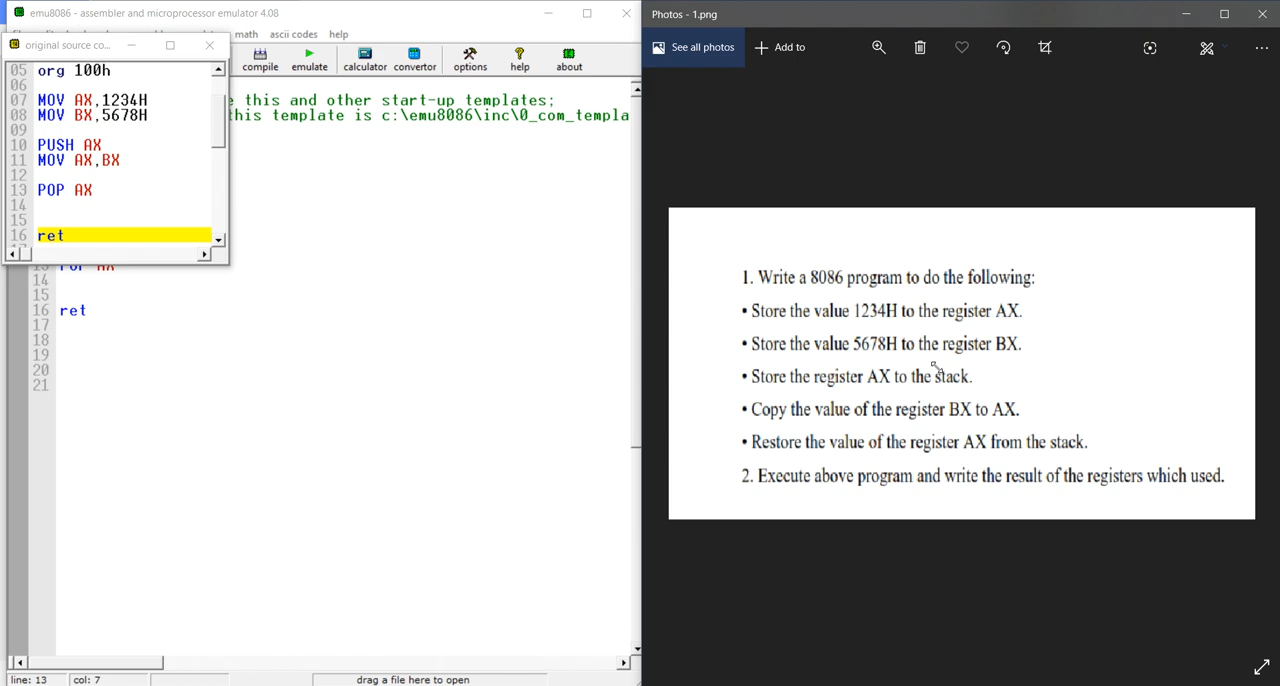 emu8086 - assembler and microprocessor emulator 4.08
math ascii codes help
compile emulate calculator convertor options help about
original source co...
05 org 100h
06
07 MOV AX,1234H
08 MOV BX,5678H
09
10 PUSH AX
11 MOV AX,BX
12
13 POP AX
14
15
16 ret
this and other start-up templates;
this template is c:\emu8086\inc\0_com_templa
14
15
16 ret
17
18
19
20
21
line: 13 col: 7 drag a file here to open
Photos - 1.png
See all photos + Add to
1. Write a 8086 program to do the following:
• Store the value 1234H to the register AX.
• Store the value 5678H to the register BX.
• Store the register AX to the stack.
• Copy the value of the register BX to AX.
• Restore the value of the register AX from the stack.
2. Execute above program and write the result of the registers which used.